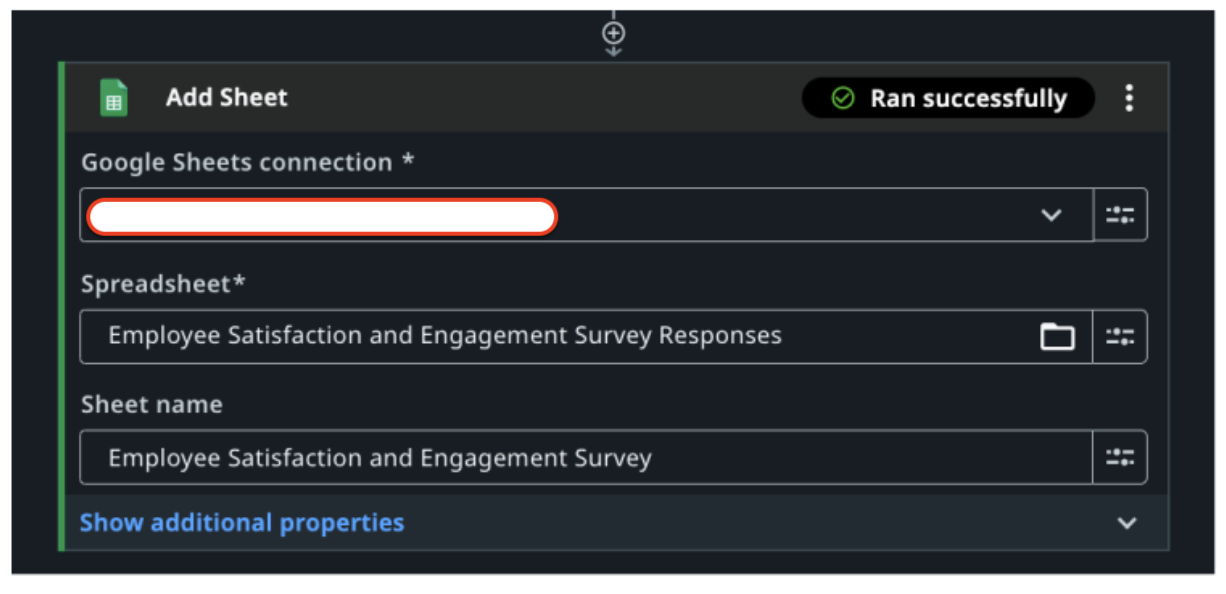 Add Sheet
Ran successfully
Google Sheets connection *
Spreadsheet*
Employee Satisfaction and Engagement Survey Responses
Sheet name
Employee Satisfaction and Engagement Survey
Show additional properties